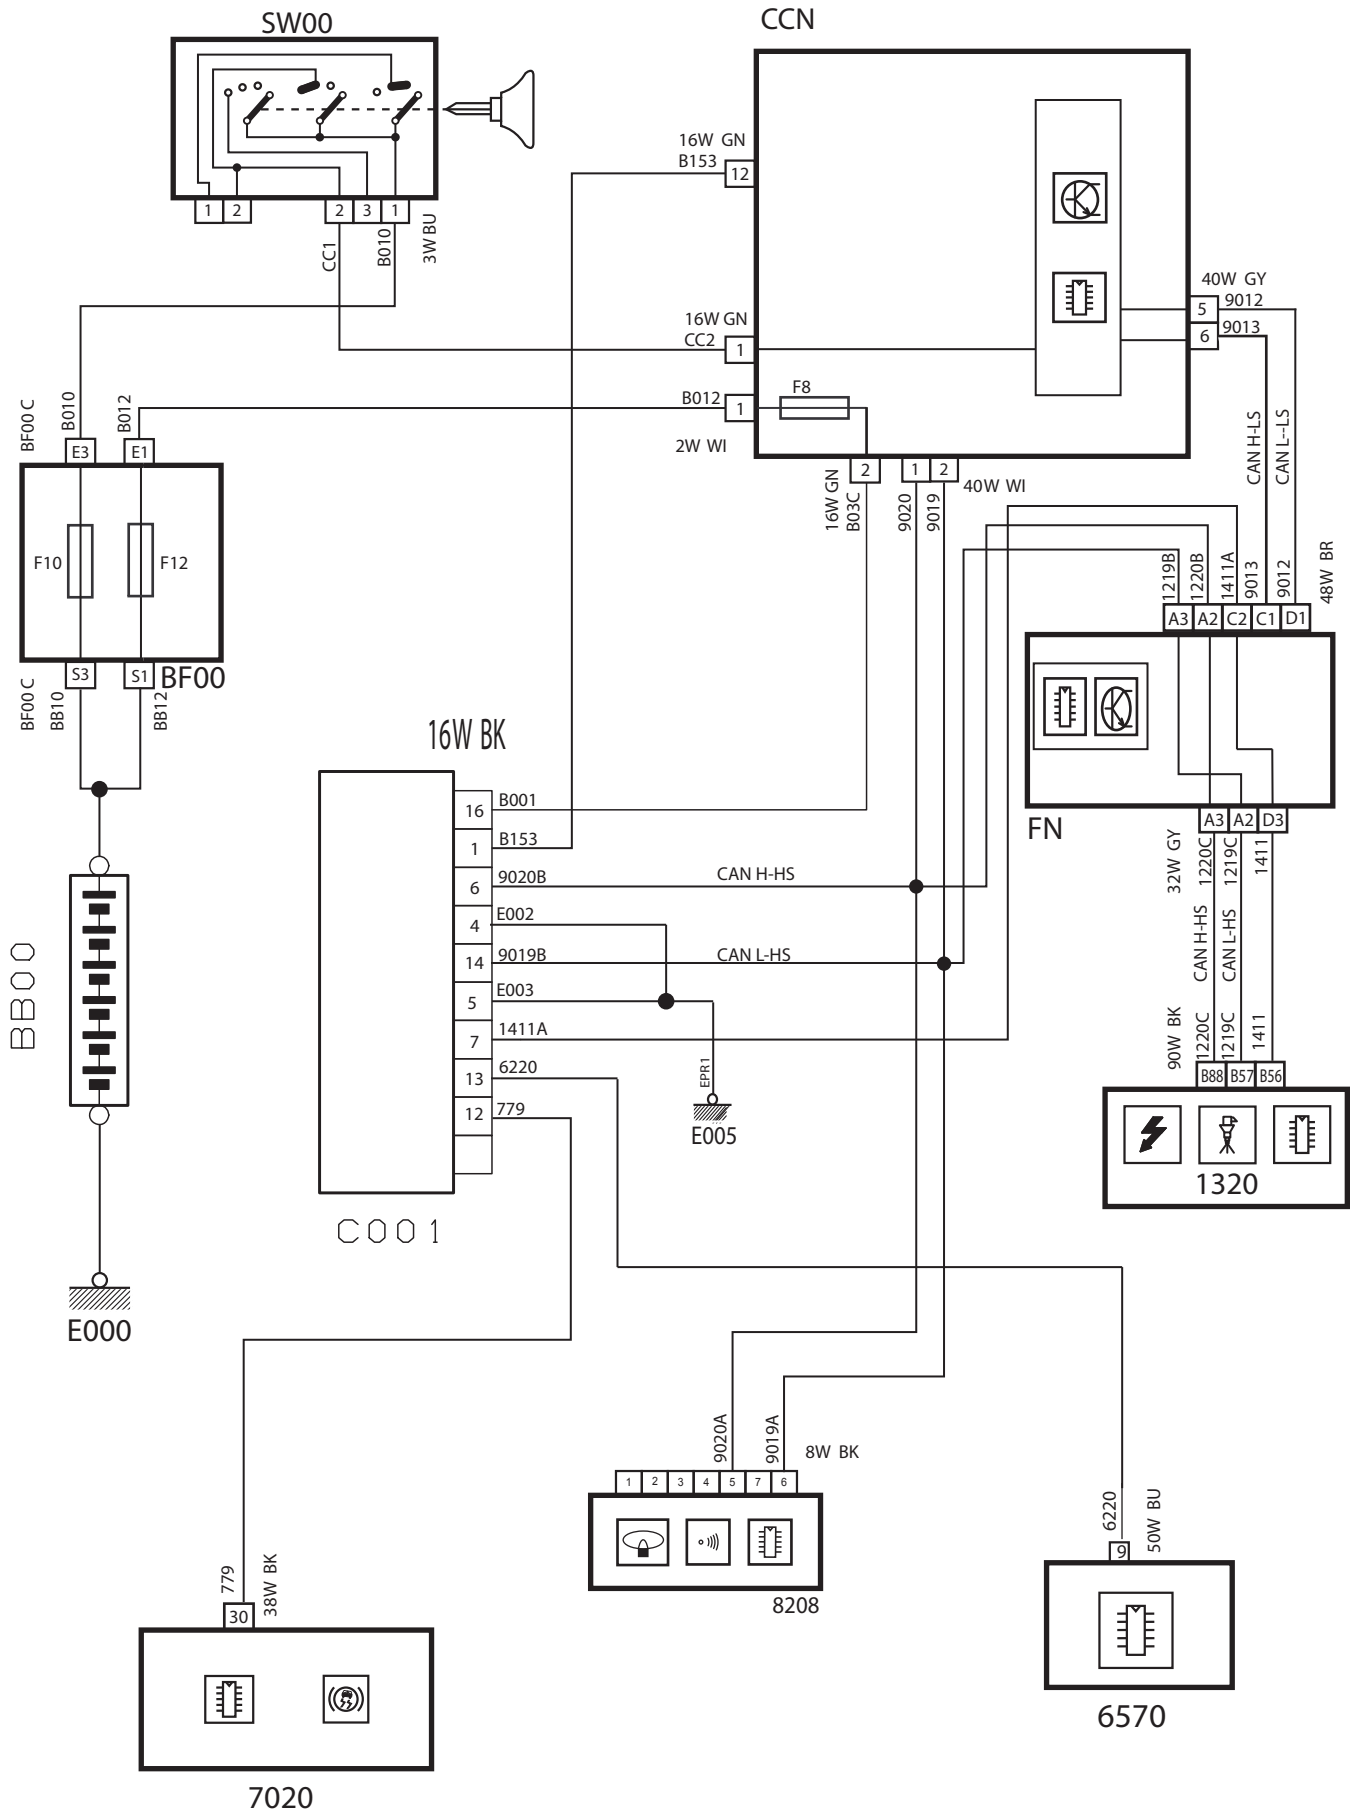 SW00
CCN
1
2
2
3
1
CC1
B010
3W BU
16W GN
B153
12
16W GN
CC2
1
B012
1
2W WI
F8
40W GY
5
9012
6
9013
CAN H-LS
CAN L--LS
2
1
2
40W WI
16W GN
B03C
9020
9019
BF00 C
B010
B012
E3
E1
F10
F12
S3
S1
BF00
BF00 C
BB10
BB12
1219B
1220B
1411A
9013
9012
48W BR
A3
A2
C2
C1
D1
FN
A3
A2
D3
32W GY
1220C
1219C
1411
CAN H-HS
CAN L-HS
90W BK
1220C
1219C
1411
B88
B57
B56
1320
16W BK
16
B001
1
B153
6
9020B
CAN H-HS
4
E002
14
9019B
CAN L-HS
5
E003
7
1411A
13
6220
12
779
C001
EPR1
E005
BB00
E000
9020A
9019A
8W BK
1
2
3
4
5
7
6
8208
6220
50W BU
9
6570
779
38W BK
30
7020